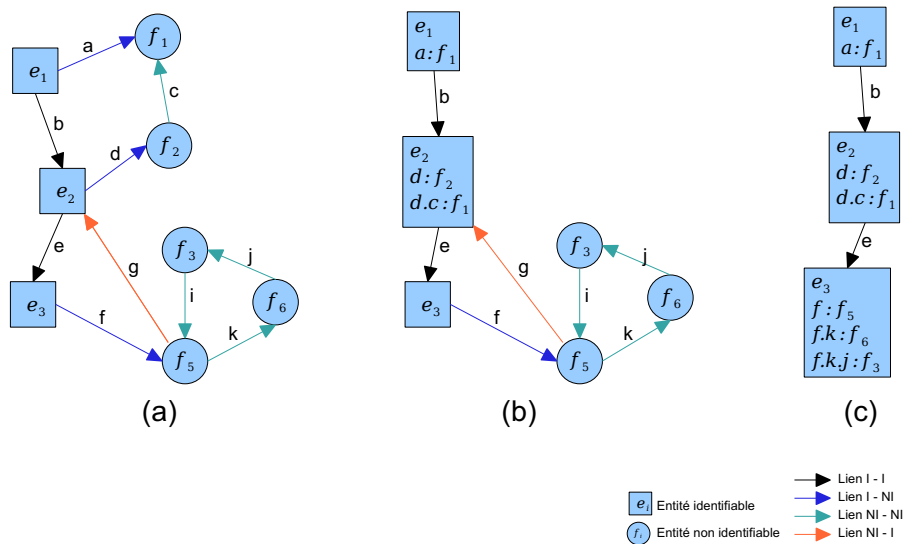 a
f1
e1
c
b
d
f2
e2
e
g
f3
j
i
f6
e3
f
k
f5
(a)
e1
a:f1
b
e2
d:f2
d.c:f1
e
g
f3
j
i
f6
e3
f
k
f5
(b)
e1
a:f1
b
e2
d:f2
d.c:f1
e
e3
f:f5
f.k:f6
f.k.j:f3
(c)
ei Entité identifiable
fi Entité non identifiable
Lien I - I
Lien I - NI
Lien NI - NI
Lien NI - I